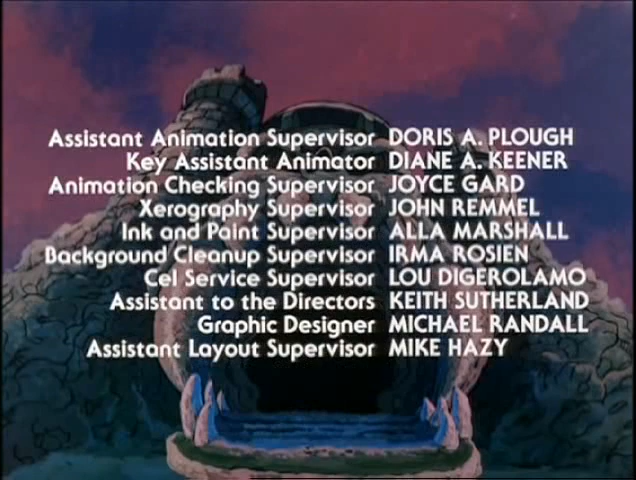 Assistant Animation Supervisor DORIS A. PLOUGH
Key Assistant Animator DIANE A. KEENER
Animation Checking Supervisor JOYCE GARD
Xerography Supervisor JOHN REMMEL
Ink and Paint Supervisor ALLA MARSHALL
Background Cleanup Supervisor IRMA ROSIEN
Cel Service Supervisor LOU DIGEROLAMO
Assistant to the Directors KEITH SUTHERLAND
Graphic Designer MICHAEL RANDALL
Assistant Layout Supervisor MIKE HAZY